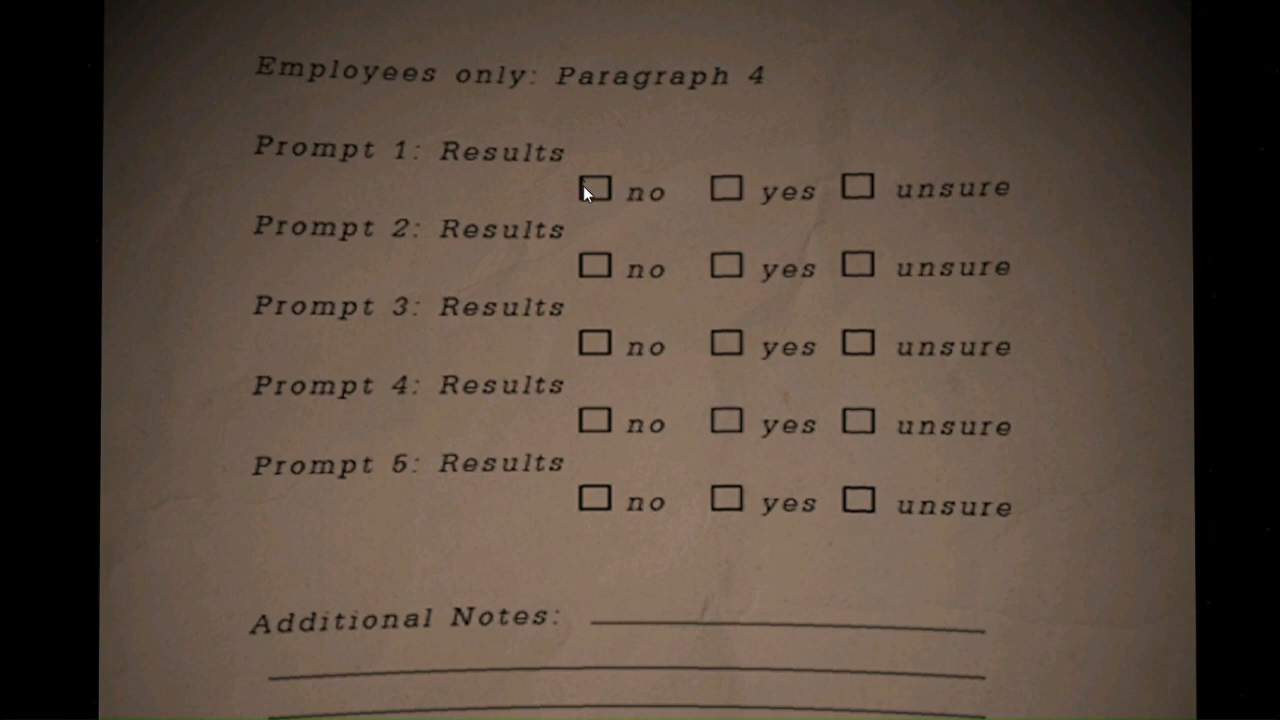 Employees only: Paragraph 4
Prompt 1: Results
no yes unsure
Prompt 2: Results
no yes unsure
Prompt 3: Results
no yes unsure
Prompt 4: Results
no yes unsure
Prompt 5: Results
no yes unsure
Additional Notes: